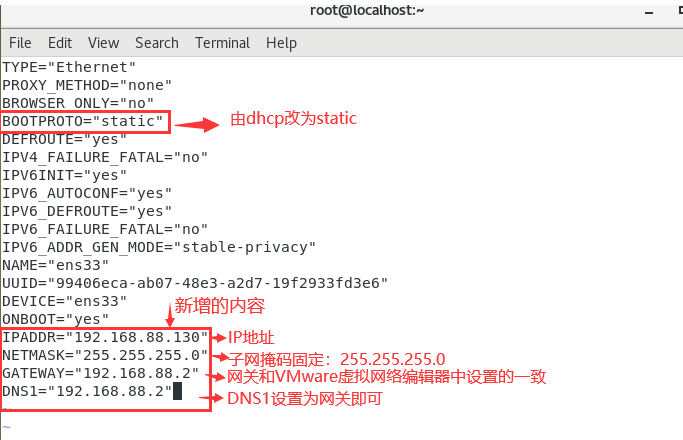 root@localhost:~
File Edit View Search Terminal Help
TYPE="Ethernet"
PROXY_METHOD="none"
BROWSER_ONLY="no"
BOOTPROTO="static" 由dhcp改为static
DEFROUTE="yes"
IPV4_FAILURE_FATAL="no"
IPV6INIT="yes"
IPV6_AUTOCONF="yes"
IPV6_DEFROUTE="yes"
IPV6_FAILURE_FATAL="no"
IPV6_ADDR_GEN_MODE="stable-privacy"
NAME="ens33"
UUID="99406eca-ab07-48e3-a2d7-19f2933fd3e6"
DEVICE="ens33"
ONBOOT="yes" 新增的内容
IPADDR="192.168.88.130" IP地址
NETMASK="255.255.255.0" 子网掩码固定：255.255.255.0
GATEWAY="192.168.88.2" 网关和VMware虚拟网络编辑器中设置的一致
DNS1="192.168.88.2" DNS1设置为网关即可
~
~